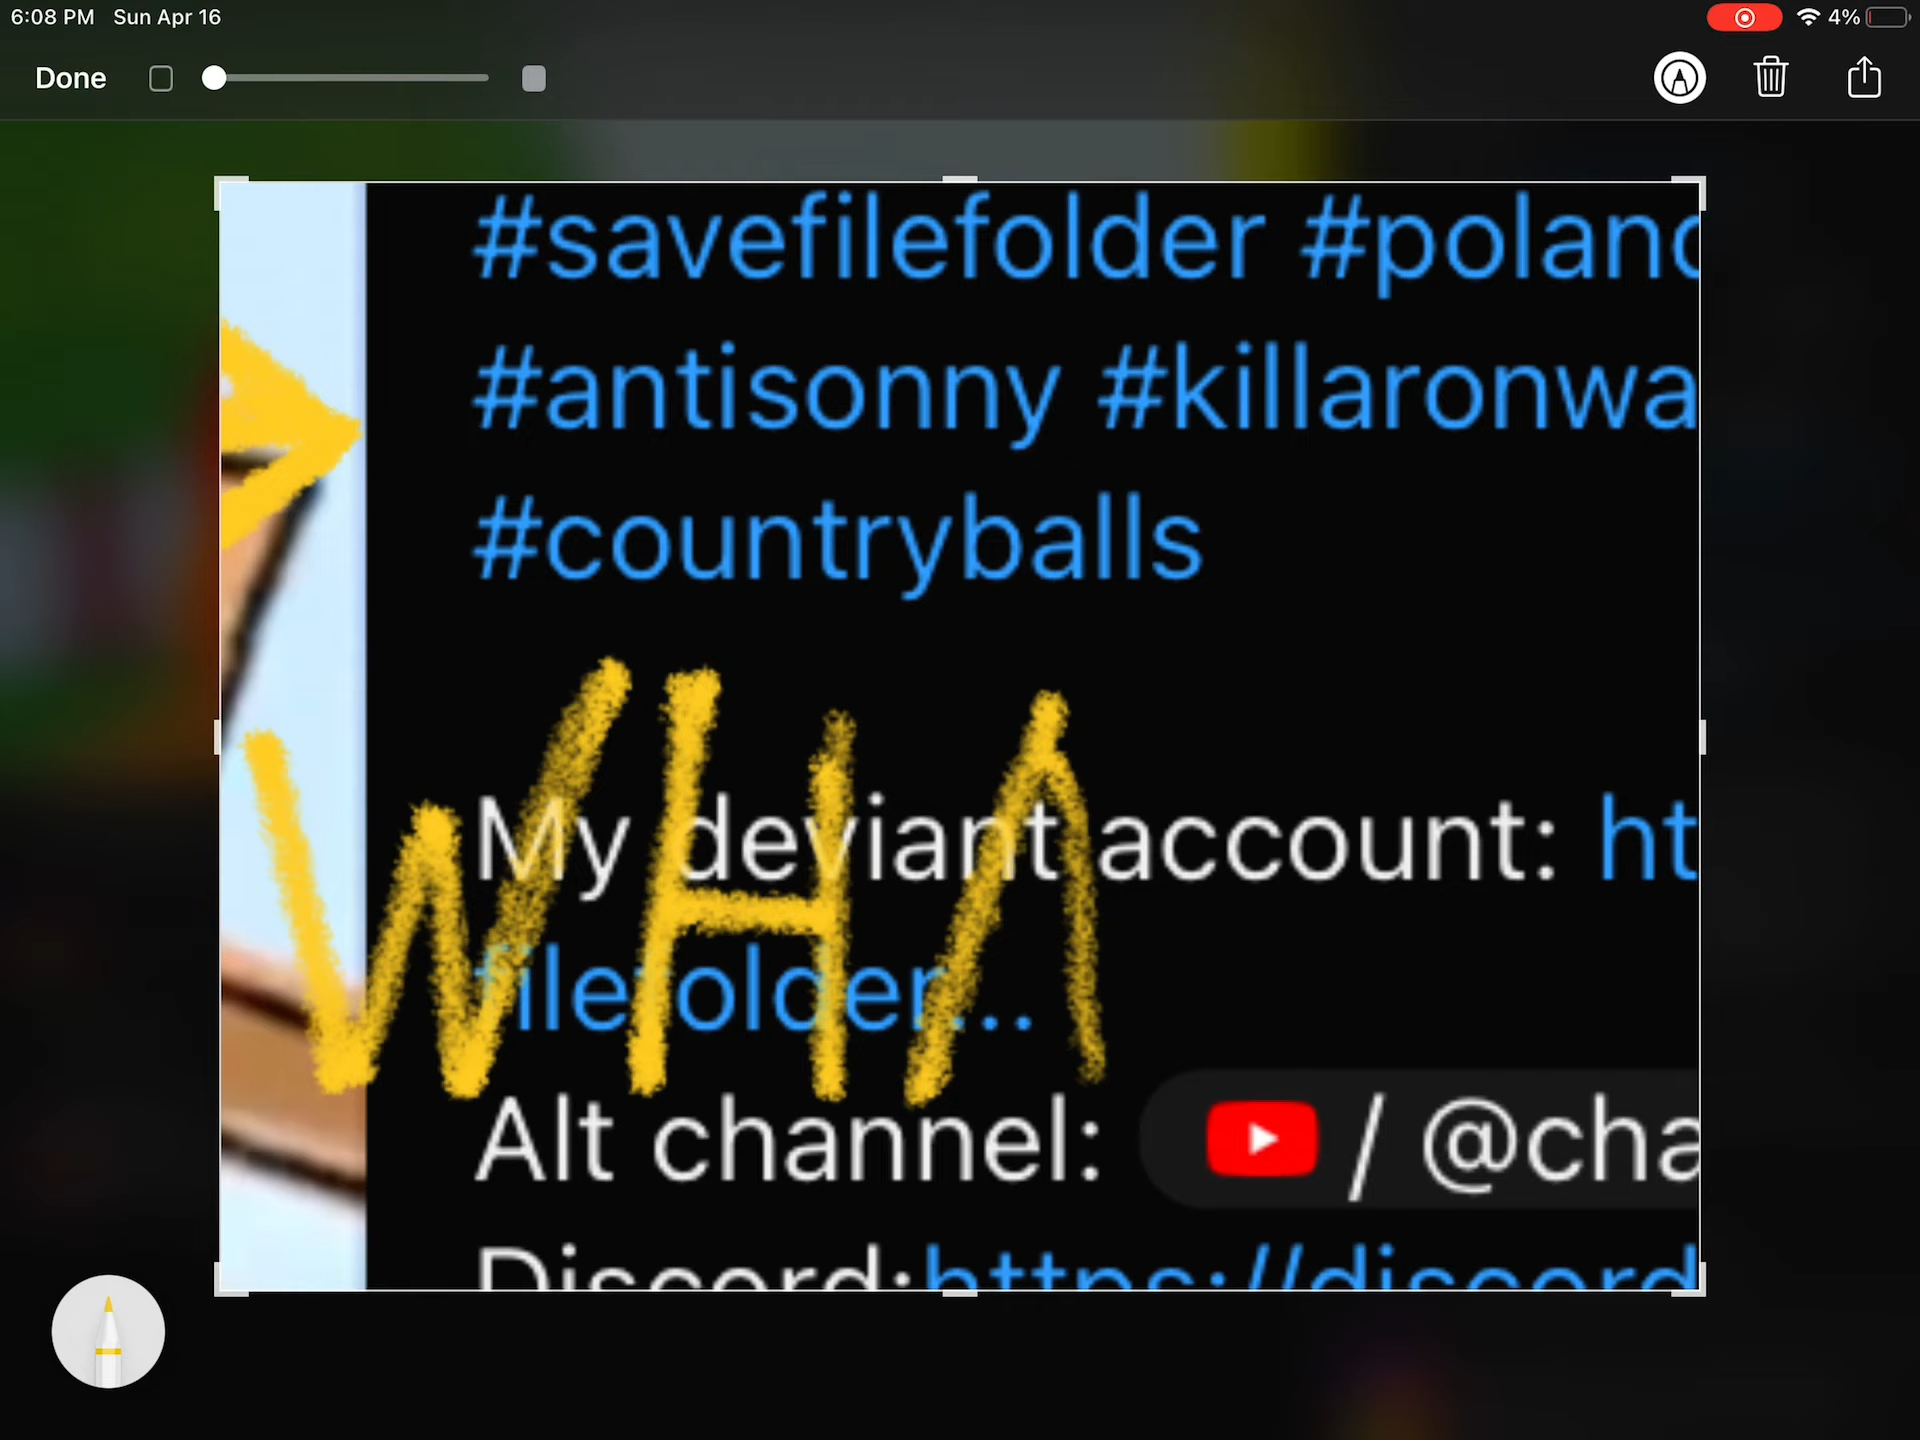 6:08 PM Sun Apr 16
4%
Done
#savefilefolder #polanc
#antisonny #killaronwa
#countryballs
WHA
My deviant account: ht
filefolder...
Alt channel: / @cha
Discord:https://discord